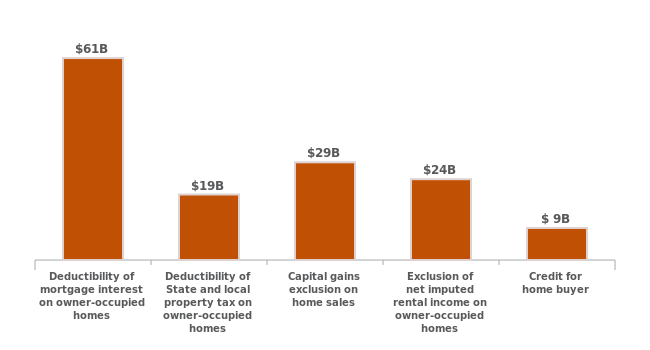 $61B
$19B
$29B
$24B
$ 9B
Deductibility of
mortgage interest
on owner-occupied
homes
Deductibility of
State and local
property tax on
owner-occupied
homes
Capital gains
exclusion on
home sales
Exclusion of
net imputed
rental income on
owner-occupied
homes
Credit for
home buyer